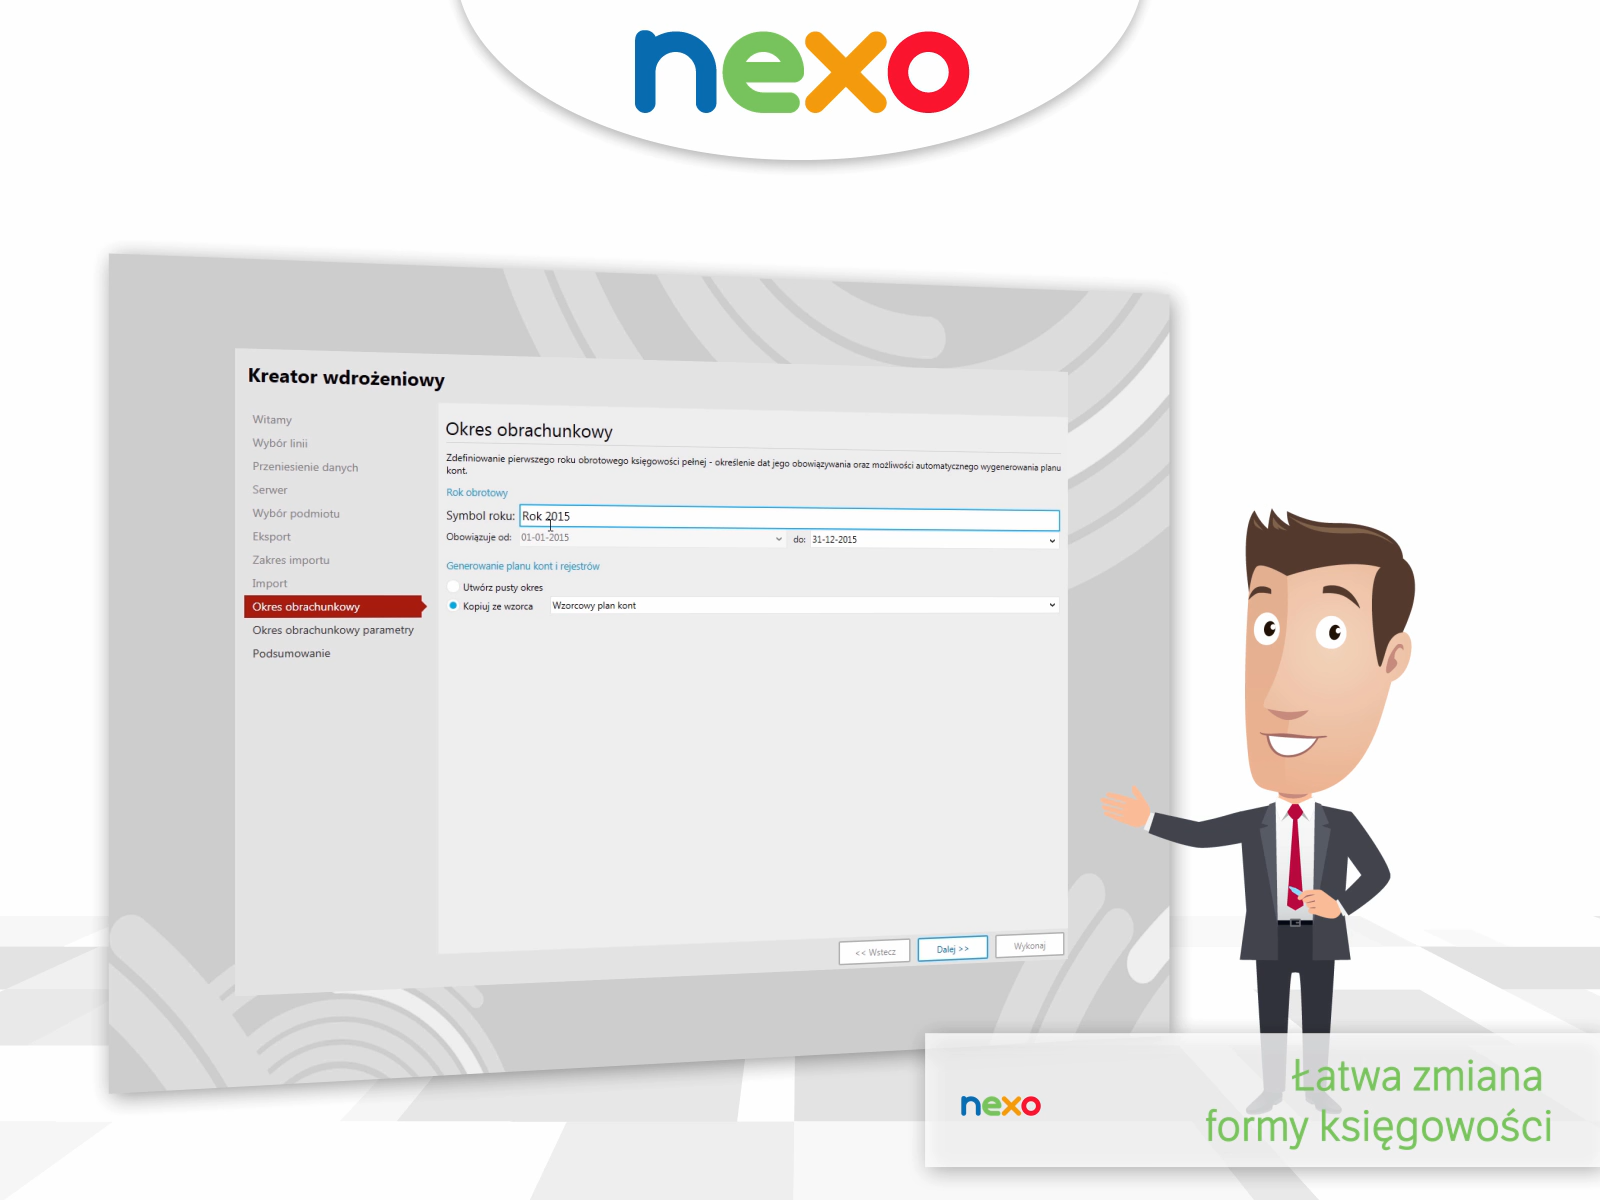 nexo
Kreator wdrożeniowy
Witamy
Wybór linii
Przeniesienie danych
Serwer
Wybór podmiotu
Eksport
Zakres importu
Import
Okres obrachunkowy
Okres obrachunkowy parametry
Podsumowanie
Okres obrachunkowy
Zdefiniowanie pierwszego roku obrotowego księgowości pełnej - określenie dat jego obowiązywania oraz możliwości automatycznego wygenerowania planu
kont.
Rok obrotowy
Symbol roku: Rok 2015
Obowiązuje od: 01-01-2015 do: 31-12-2015
Generowanie planu kont i rejestrów
Utwórz pusty okres
Kopiuj ze wzorca Wzorcowy plan kont
<< Wstecz Dalej >> Wykonaj
nexo
Łatwa zmiana
formy księgowości